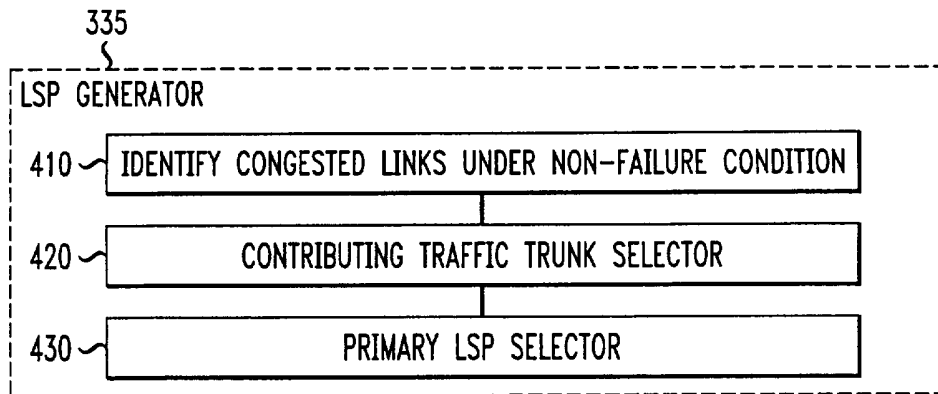 335
LSP GENERATOR
410 IDENTIFY CONGESTED LINKS UNDER NON-FAILURE CONDITION
420 CONTRIBUTING TRAFFIC TRUNK SELECTOR
430 PRIMARY LSP SELECTOR